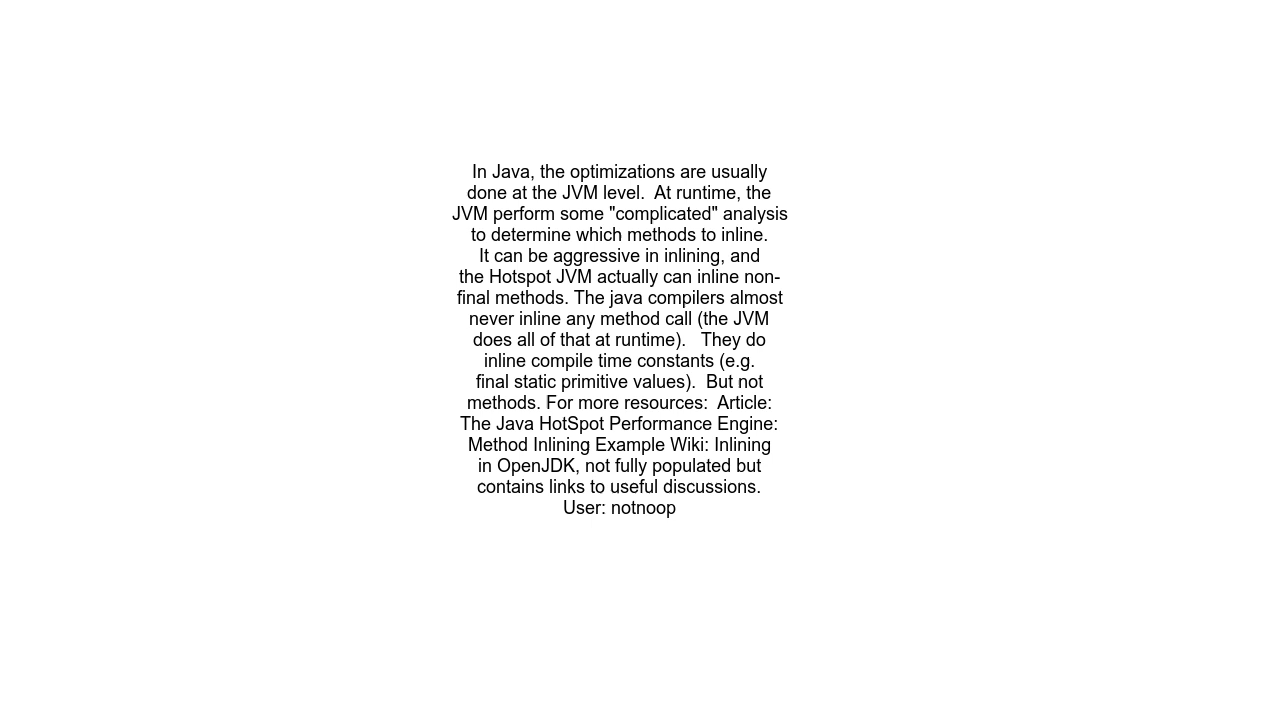 In Java, the optimizations are usually
done at the JVM level.  At runtime, the
JVM perform some "complicated" analysis
to determine which methods to inline.
It can be aggressive in inlining, and
the Hotspot JVM actually can inline non-
final methods. The java compilers almost
never inline any method call (the JVM
does all of that at runtime).   They do
inline compile time constants (e.g.
final static primitive values).  But not
methods. For more resources:  Article:
The Java HotSpot Performance Engine:
Method Inlining Example Wiki: Inlining
in OpenJDK, not fully populated but
contains links to useful discussions.
User: notnoop